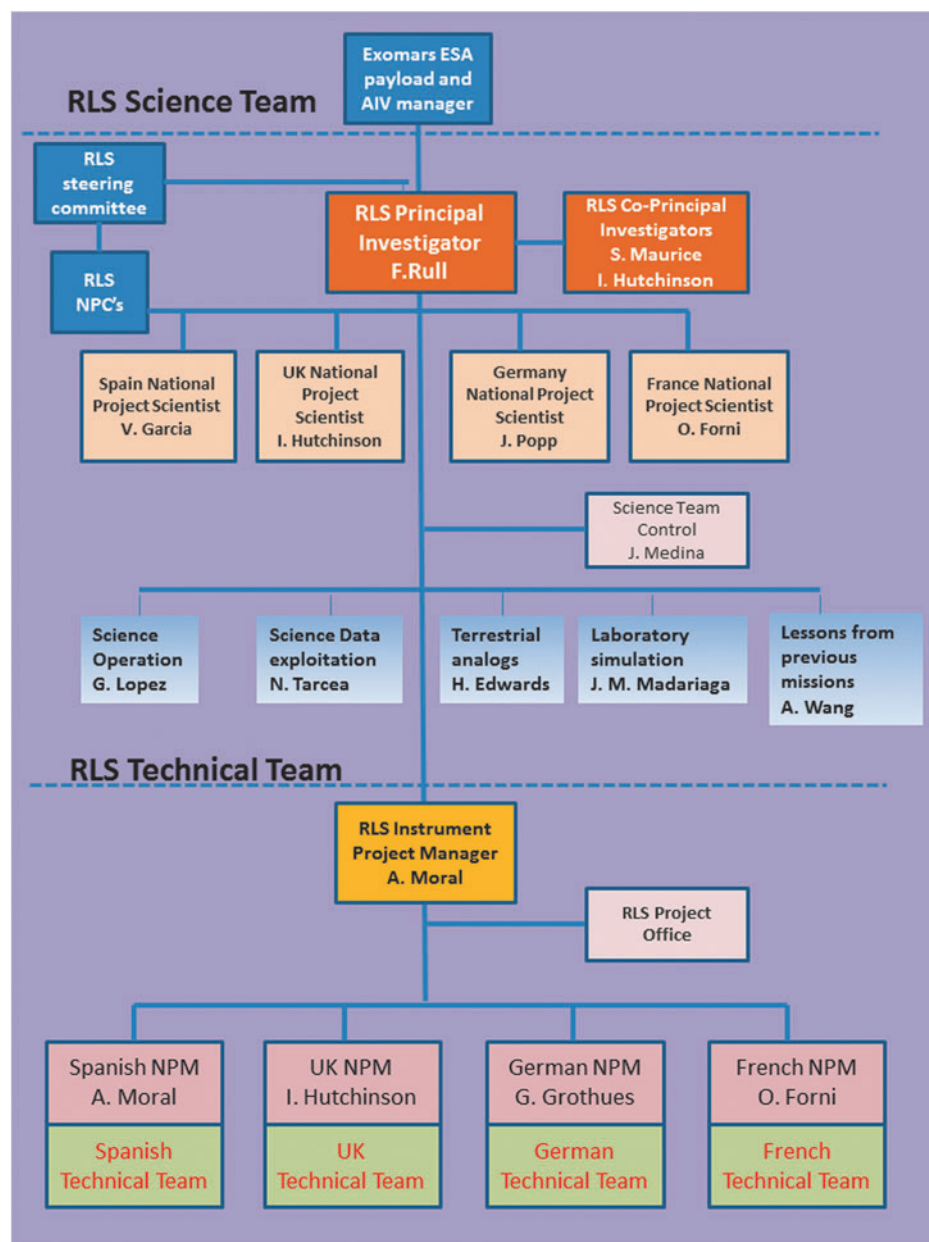 Exomars ESA
payload and
AIV manager
RLS Science Team
RLS
steering
committee
RLS Principal
Investigator
F.Rull
RLS Co-Principal
Investigators
S. Maurice
I. Hutchinson
RLS
NPC's
Spain National
Project Scientist
V. Garcia
UK National
Project
Scientist
I. Hutchinson
Germany
National Project
Scientist
J. Popp
France National
Project Scientist
O. Forni
Science Team
Control
J. Medina
Science
Operation
G. Lopez
Science Data
exploitation
N. Tarcea
Terrestrial
analogs
H. Edwards
Laboratory
simulation
J. M. Madariaga
Lessons from
previous
missions
A. Wang
RLS Technical Team
RLS Instrument
Project Manager
A. Moral
RLS Project
Office
Spanish NPM
A. Moral
Spanish
Technical Team
UK NPM
I. Hutchinson
UK
Technical Team
German NPM
G. Grothues
German
Technical Team
French NPM
O. Forni
French
Technical Team